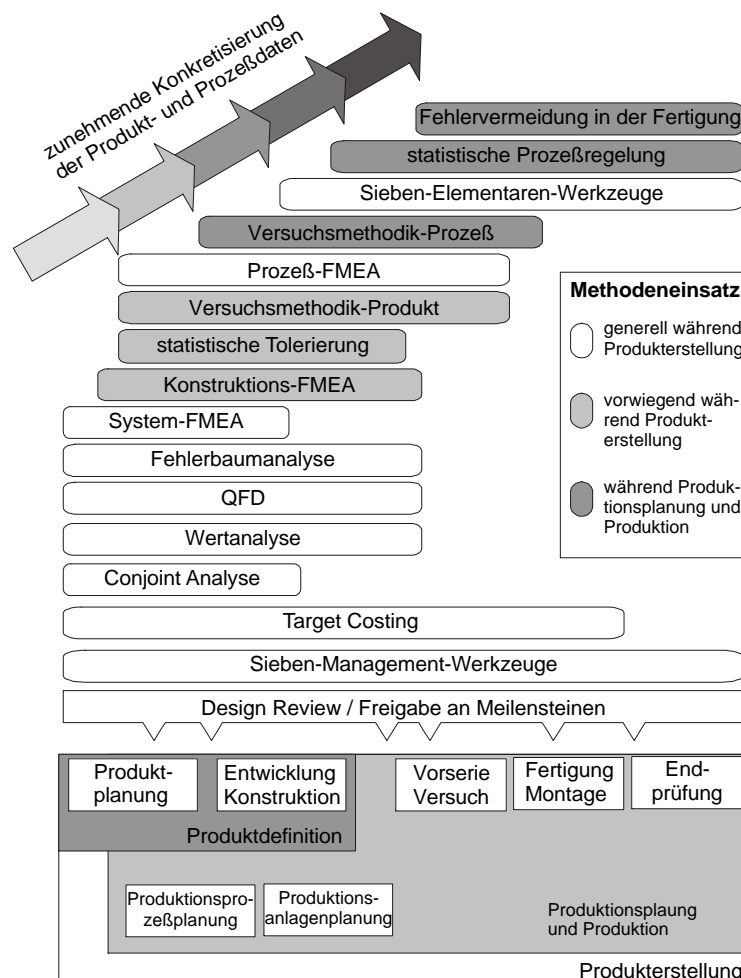 zunehmende Konkretisierung
der Produkt- und Prozeßdaten
Fehlervermeidung in der Fertigung
statistische Prozeßregelung
Sieben-Elementaren-Werkzeuge
Versuchsmethodik-Prozeß
Prozeß-FMEA
Versuchsmethodik-Produkt
statistische Tolerierung
Konstruktions-FMEA
System-FMEA
Fehlerbaumanalyse
QFD
Wertanalyse
Conjoint Analyse
Target Costing
Sieben-Management-Werkzeuge
Design Review / Freigabe an Meilensteinen
Methodeneinsatz
generell während
Produkterstellung
vorwiegend wäh-
rend Produkt-
erstellung
während Produk-
tionsplanung und
Produktion
Produkt-
planung
Entwicklung
Konstruktion
Vorserie
Versuch
Fertigung
Montage
End-
prüfung
Produktdefinition
Produktionspro-
zeßplanung
Produktions-
anlagenplanung
Produktionsplaung
und Produktion
Produkterstellung